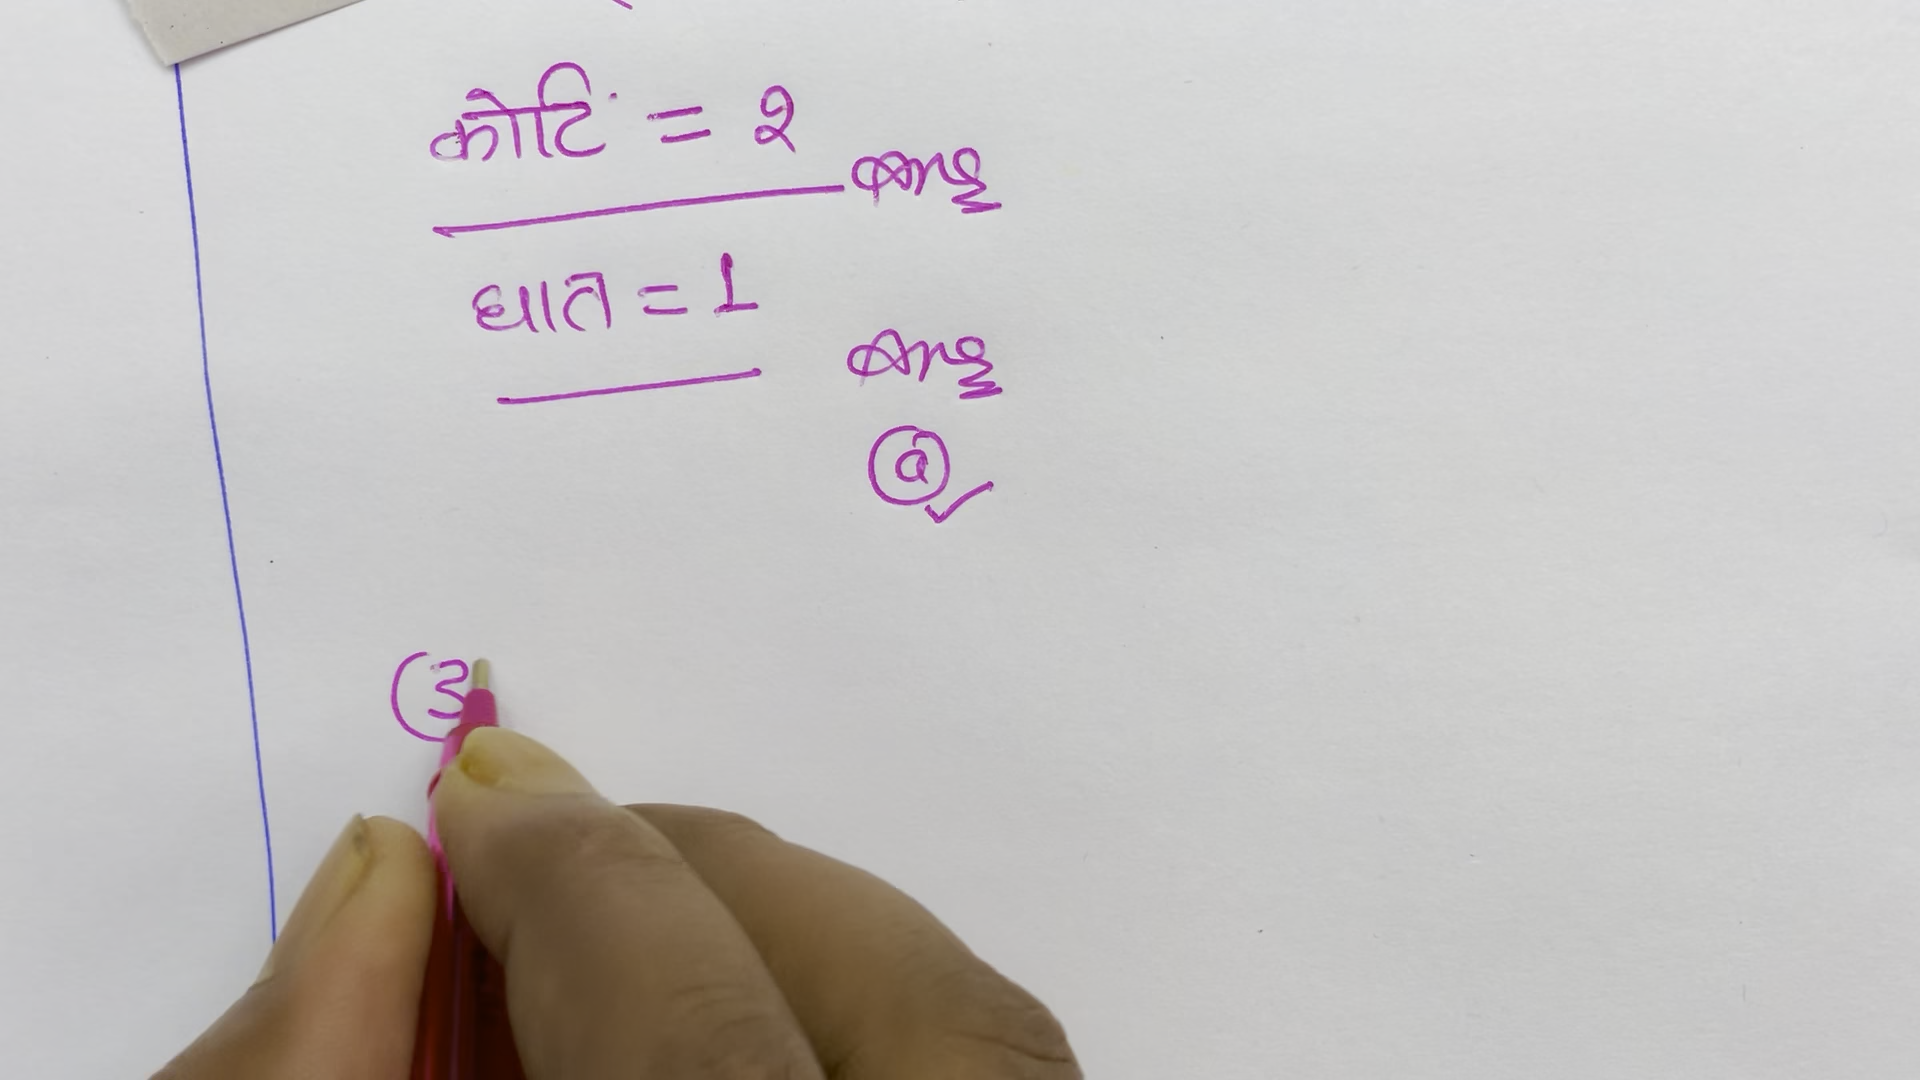 कोटि = 2
Ans
घात = 1
Ans
(a)
(3